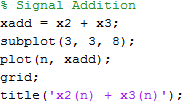 % Signal Addition
xadd = x2 + x3;
subplot(3, 3, 8);
plot(n, xadd);
grid;
title('x2(n) + x3(n)');